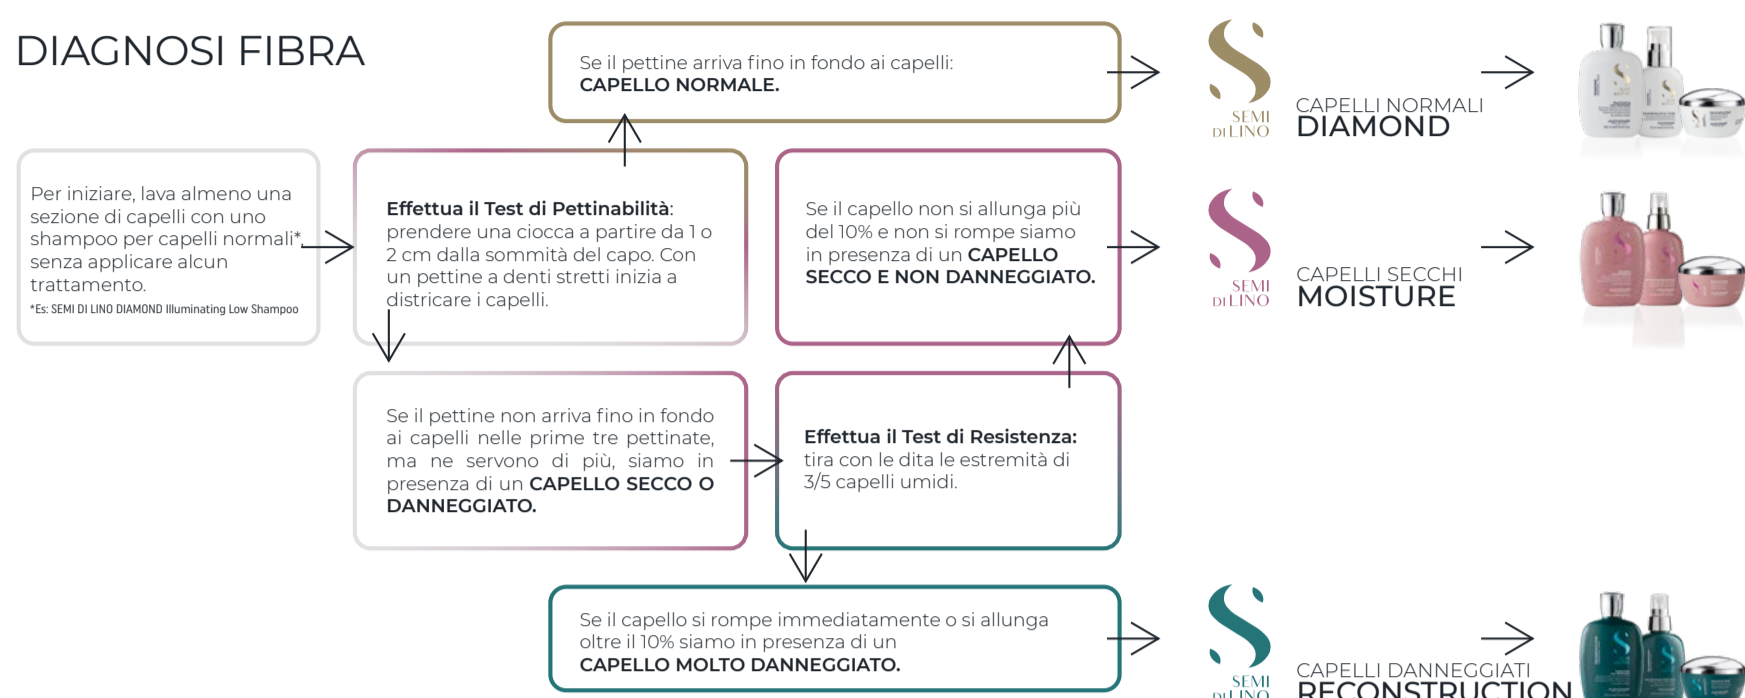 DIAGNOSI FIBRA
Se il pettine arriva fino in fondo ai capelli:
CAPELLO NORMALE.
SEMI
DI LINO
CAPELLI NORMALI
DIAMOND
Per iniziare, lava almeno una
sezione di capelli con uno
shampoo per capelli normali*,
senza applicare alcun
trattamento.
*Es: SEMI DI LINO DIAMOND Illuminating Low Shampoo
Effettua il Test di Pettinabilità:
prendere una ciocca a partire da 1 o
2 cm dalla sommità del capo. Con
un pettine a denti stretti inizia a
districare i capelli.
Se il capello non si allunga più
del 10% e non si rompe siamo
in presenza di un CAPELLO
SECCO E NON DANNEGGIATO.
SEMI
DI LINO
CAPELLI SECCHI
MOISTURE
Se il pettine non arriva fino in fondo
ai capelli nelle prime tre pettinate,
ma ne servono di più, siamo in
presenza di un CAPELLO SECCO O
DANNEGGIATO.
Effettua il Test di Resistenza:
tira con le dita le estremità di
3/5 capelli umidi.
Se il capello si rompe immediatamente o si allunga
oltre il 10% siamo in presenza di un
CAPELLO MOLTO DANNEGGIATO.
SEMI
DI LINO
CAPELLI DANNEGGIATI
RECONSTRUCTION